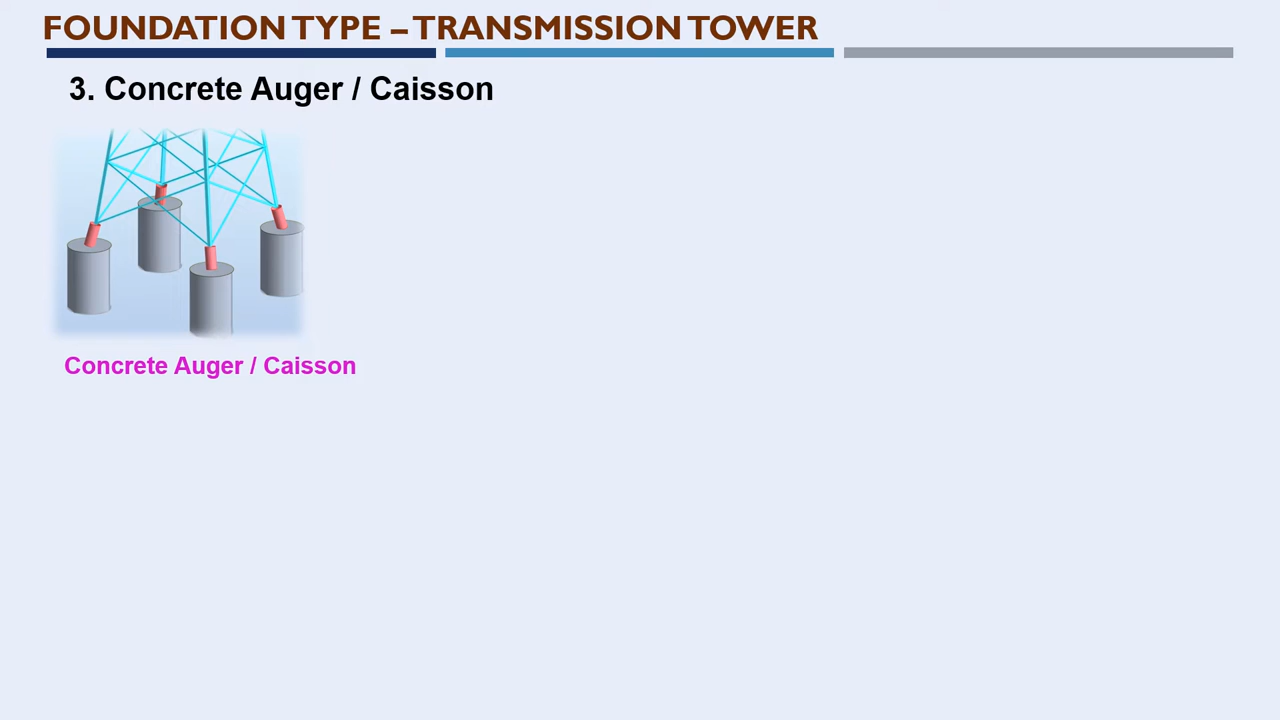 FOUNDATION TYPE – TRANSMISSION TOWER
3. Concrete Auger / Caisson
Concrete Auger / Caisson